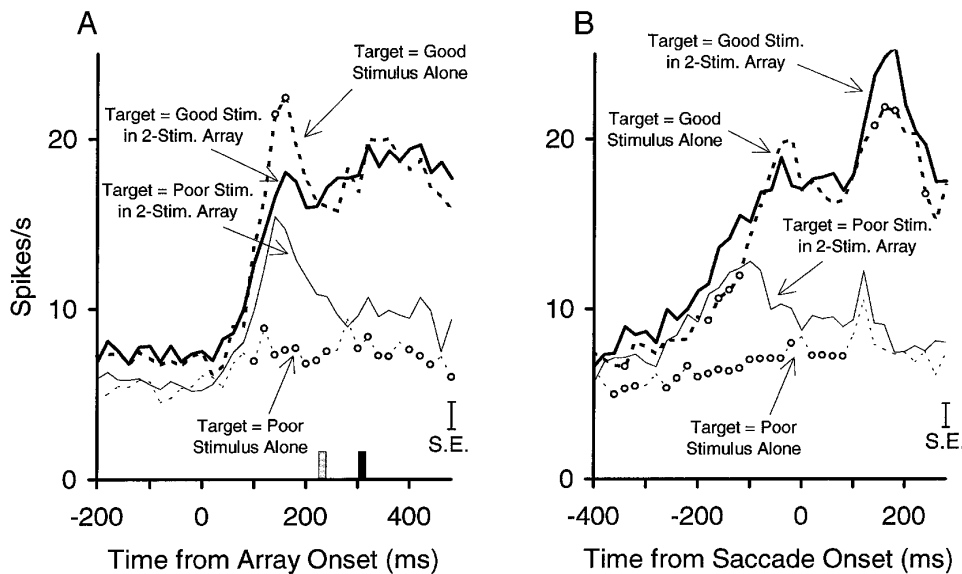 A
Target = Good
Stimulus Alone
Target = Good Stim.
in 2-Stim. Array
Target = Poor Stim.
in 2-Stim. Array
Target = Poor
Stimulus Alone
S.E.
Spikes/s
20
10
0
-200
0
200
400
Time from Array Onset (ms)
B
Target = Good Stim.
in 2-Stim. Array
Target = Good
Stimulus Alone
Target = Poor Stim.
in 2-Stim. Array
Target = Poor
Stimulus Alone
S.E.
20
10
0
-400
-200
0
200
Time from Saccade Onset (ms)